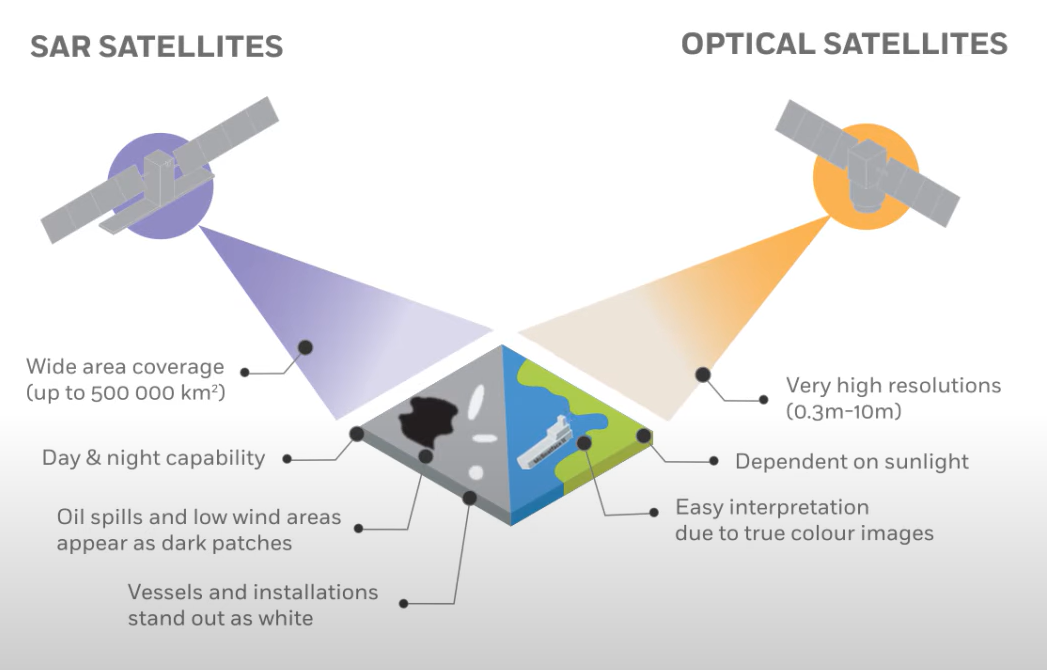 SAR SATELLITES
OPTICAL SATELLITES
Wide area coverage
(up to 500 000 km²)
Day & night capability
Oil spills and low wind areas
appear as dark patches
Vessels and installations
stand out as white
Very high resolutions
(0.3m-10m)
Dependent on sunlight
Easy interpretation
due to true colour images